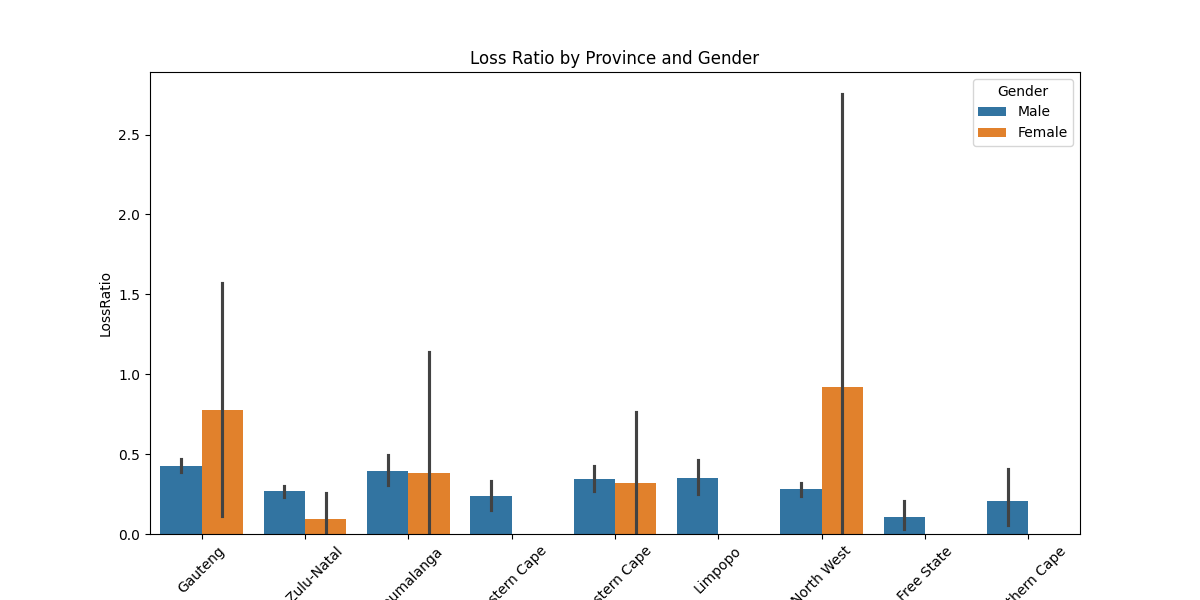 Loss Ratio by Province and Gender
Gender
Male
Female
LossRatio
2.5
2.0
1.5
1.0
0.5
0.0
Gauteng
Zulu-Natal
umalanga
stern Cape
stern Cape
Limpopo
North West
Free State
thern Cape